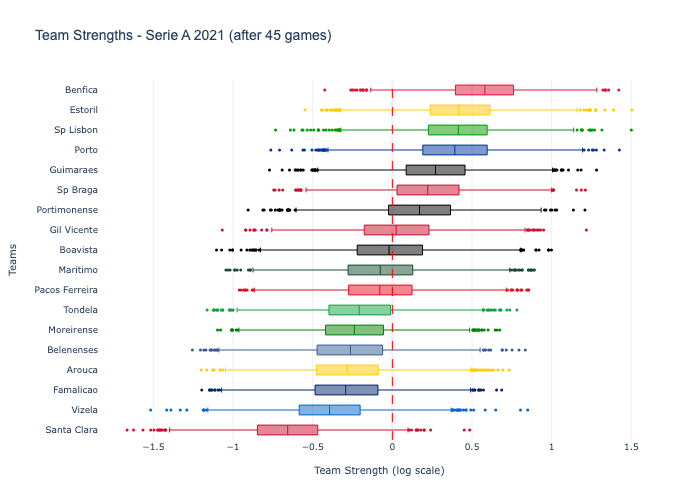 Team Strengths - Serie A 2021 (after 45 games)
Benfica
Estoril
Sp Lisbon
Porto
Guimaraes
Sp Braga
Portimonense
Gil Vicente
Boavista
Maritimo
Pacos Ferreira
Tondela
Moreirense
Belenenses
Arouca
Famalicao
Vizela
Santa Clara
Teams
−1.5 −1 −0.5 0 0.5 1 1.5
Team Strength (log scale)